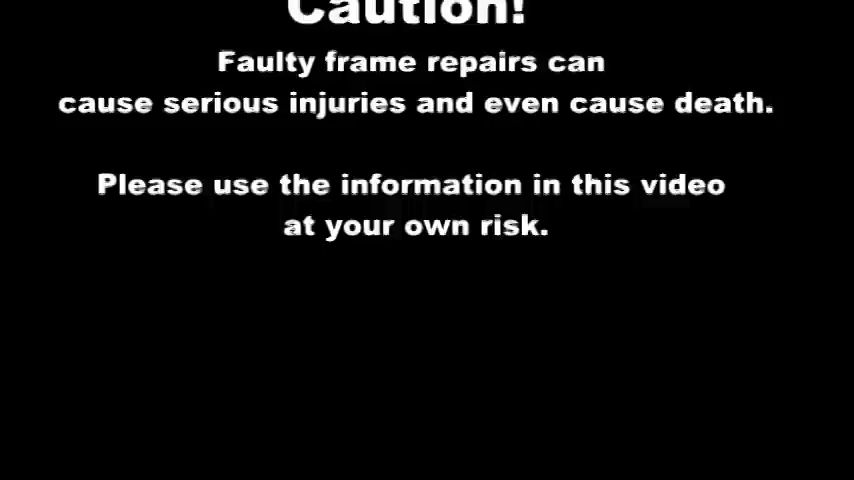 Caution!
Faulty frame repairs can
cause serious injuries and even cause death.
Please use the information in this video
at your own risk.